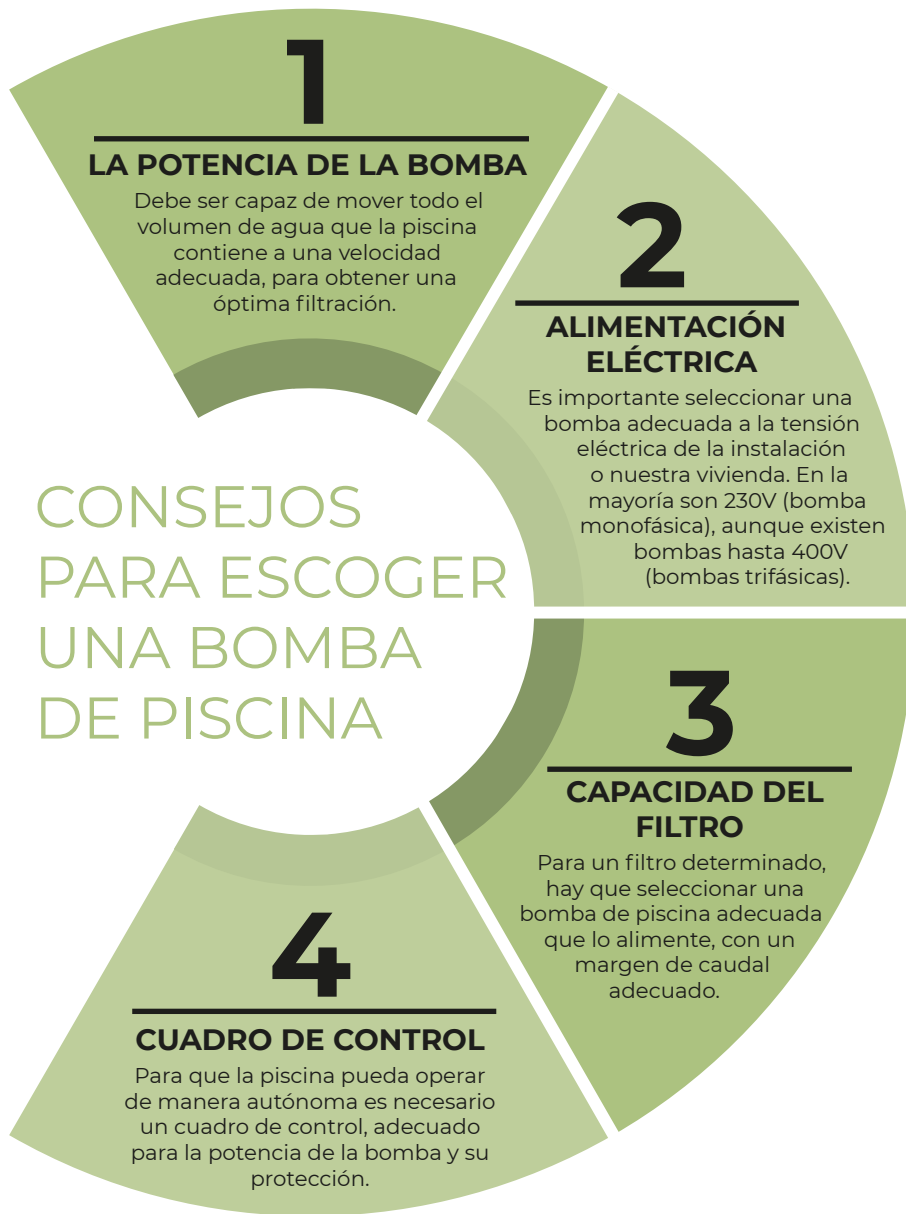 1
LA POTENCIA DE LA BOMBA
Debe ser capaz de mover todo el
volumen de agua que la piscina
contiene a una velocidad
adecuada, para obtener una
óptima filtración.
2
ALIMENTACIÓN
ELÉCTRICA
Es importante seleccionar una
bomba adecuada a la tensión
eléctrica de la instalación
o nuestra vivienda. En la
mayoría son 230V (bomba
monofásica), aunque existen
bombas hasta 400V
(bombas trifásicas).
CONSEJOS
PARA ESCOGER
UNA BOMBA
DE PISCINA
3
CAPACIDAD DEL
FILTRO
Para un filtro determinado,
hay que seleccionar una
bomba de piscina adecuada
que lo alimente, con un
margen de caudal
adecuado.
4
CUADRO DE CONTROL
Para que la piscina pueda operar
de manera autónoma es necesario
un cuadro de control, adecuado
para la potencia de la bomba y su
protección.